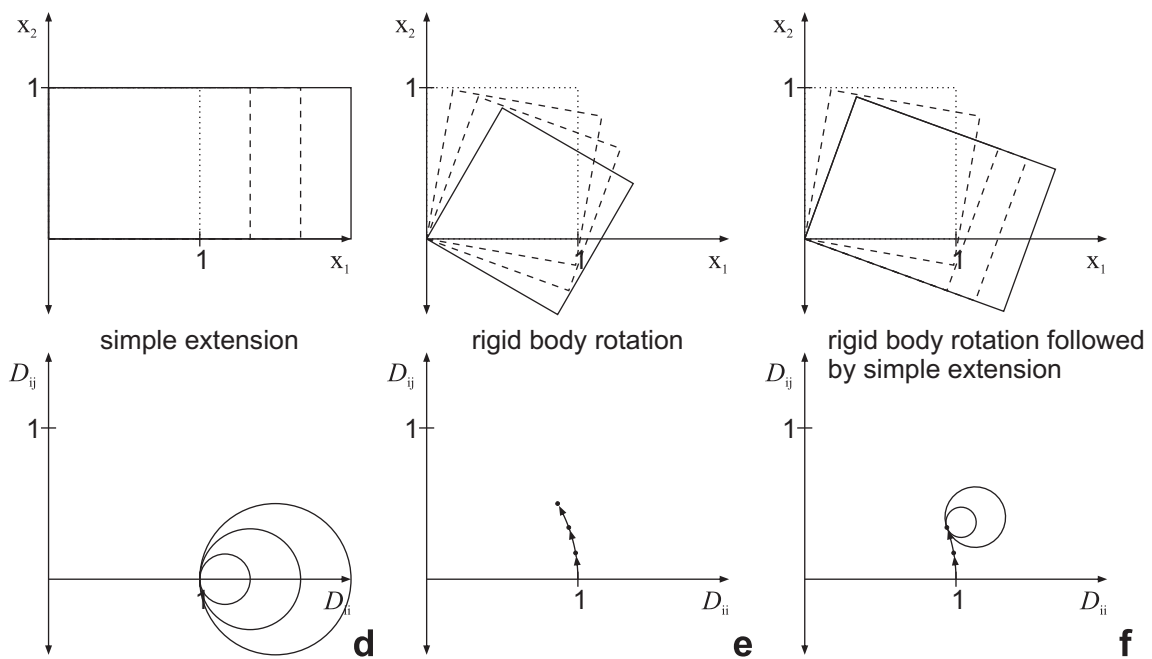 x2
x2
x2
1
1
1
1
1
1
x1
x1
x1
simple extension
rigid body rotation
rigid body rotation followed
by simple extension
Dij
Dij
Dij
1
1
1
1
1
1
Dii
Dii
Dii
d
e
f